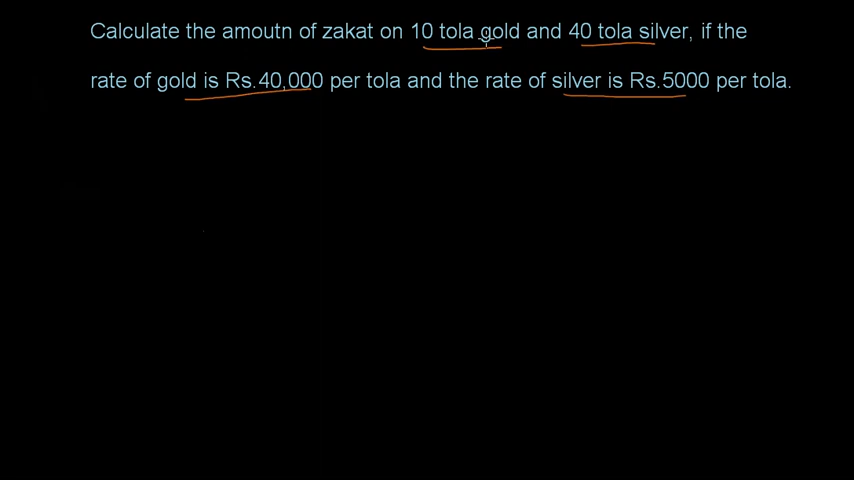 Calculate the amoutn of zakat on 10 tola gold and 40 tola silver, if the
rate of gold is Rs.40,000 per tola and the rate of silver is Rs.5000 per tola.